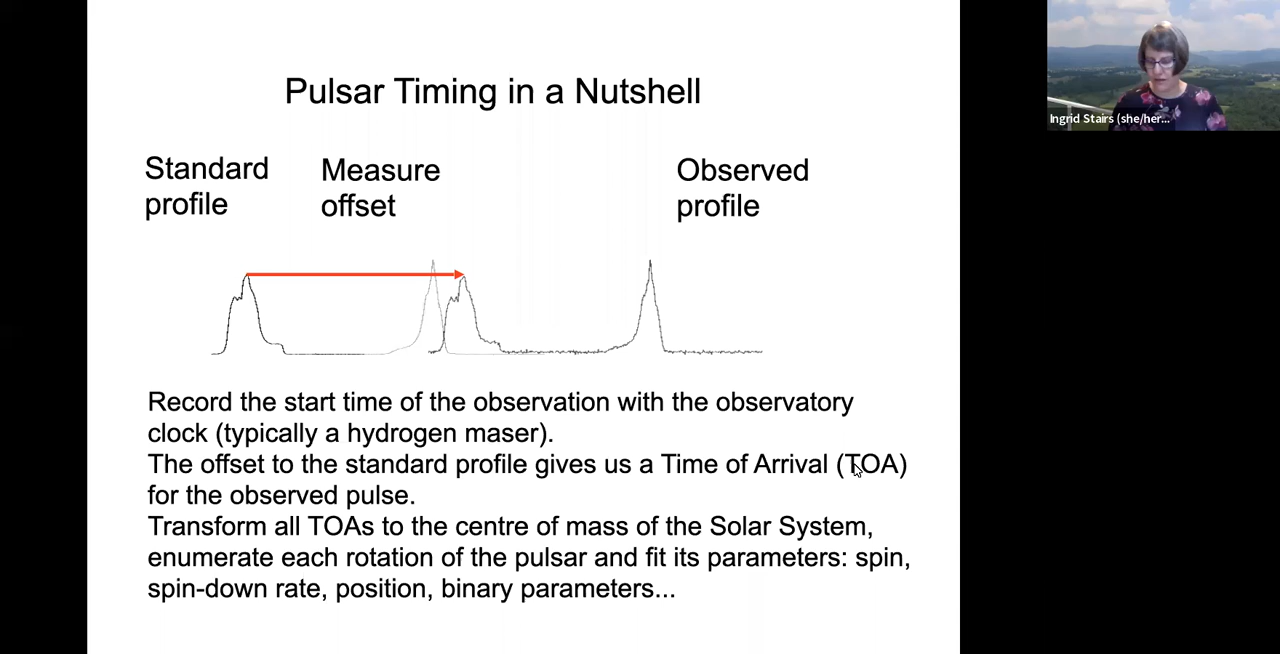 Pulsar Timing in a Nutshell
Standard
profile
Measure
offset
Observed
profile
Record the start time of the observation with the observatory
clock (typically a hydrogen maser).
The offset to the standard profile gives us a Time of Arrival (TOA)
for the observed pulse.
Transform all TOAs to the centre of mass of the Solar System,
enumerate each rotation of the pulsar and fit its parameters: spin,
spin-down rate, position, binary parameters...
Ingrid Stairs (she/her...